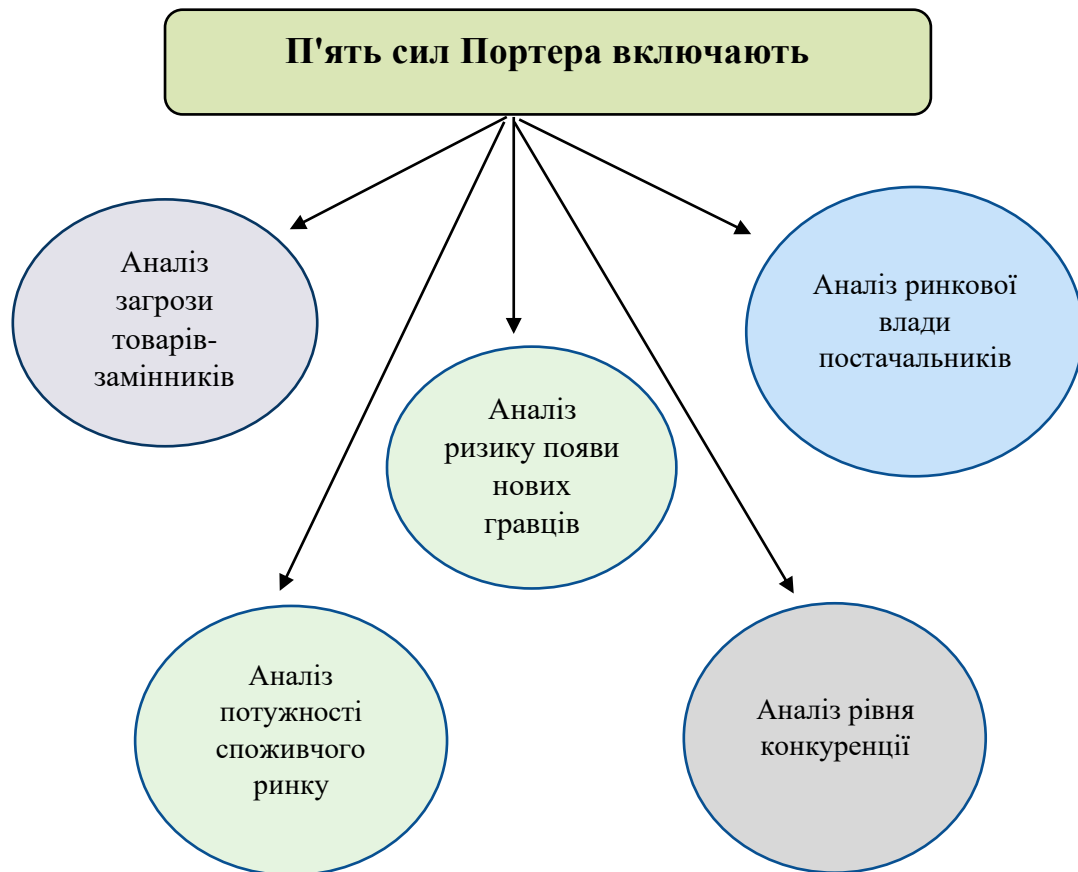 П'ять сил Портера включають
Аналіз
загрози
товарів-
замінників
Аналіз ринкової
влади
постачальників
Аналіз
ризику появи
нових
гравців
Аналіз
потужності
споживчого
ринку
Аналіз рівня
конкуренції